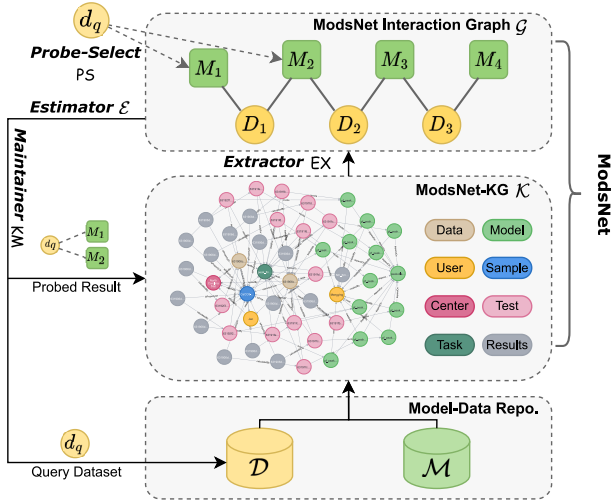 d_q
ModsNet Interaction Graph 𝒢
Probe-Select
PS
M_1
M_2
M_3
M_4
Estimator ℰ
D_1
D_2
D_3
Extractor EX
Maintainer KM
ModsNet
ModsNet-KG 𝒦
d_q
M_1
M_2
Probed Result
Data
Model
User
Sample
Center
Test
Task
Results
Model-Data Repo.
d_q
Query Dataset
𝒟
ℳ